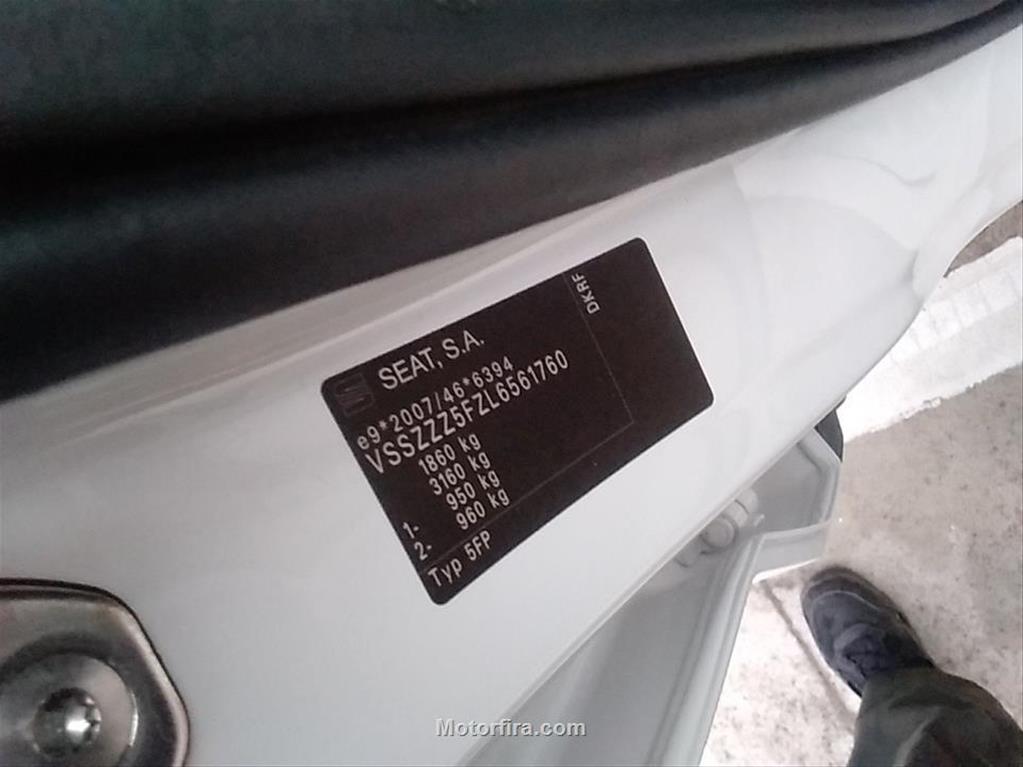 SEAT, S.A.
e9*2007/46*6394
VSSZZZ5FZL6561760
1860 kg
3160 kg
1- 950 kg
2- 960 kg
Typ 5FP
DKRF
Motorfira.com